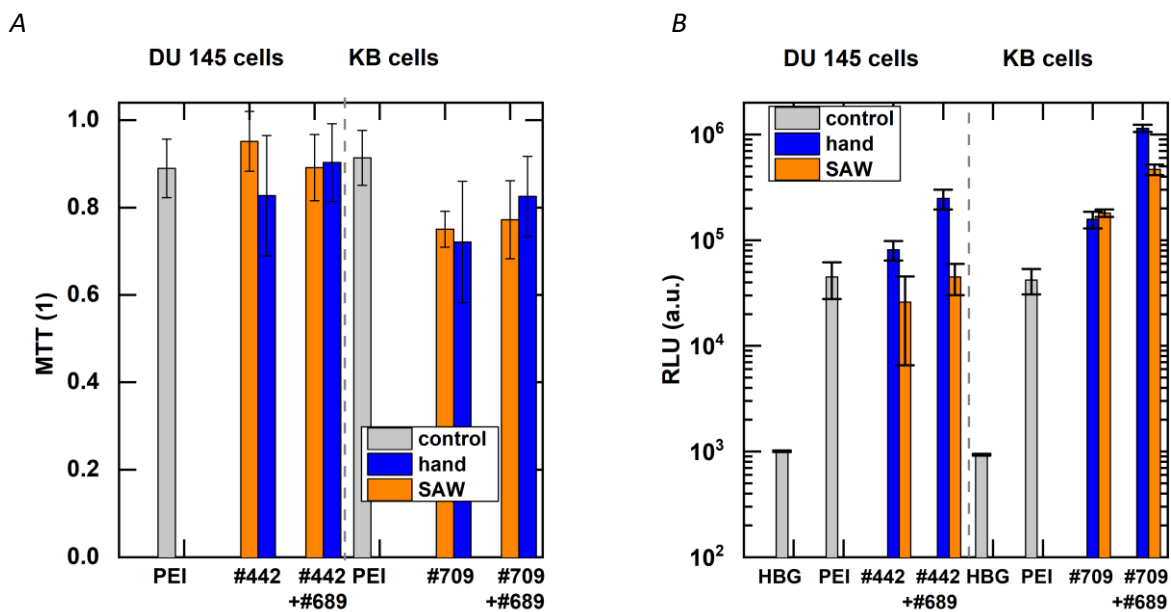 A
DU 145 cells KB cells
MTT (1)
1.0
0.8
0.6
0.4
0.2
0.0
control
hand
SAW
PEI #442 #442 PEI #709 #709
+#689 +#689
B
DU 145 cells KB cells
RLU (a.u.)
10^6
10^5
10^4
10^3
10^2
control
hand
SAW
HBG PEI #442 #442 HBG PEI #709 #709
+#689 +#689